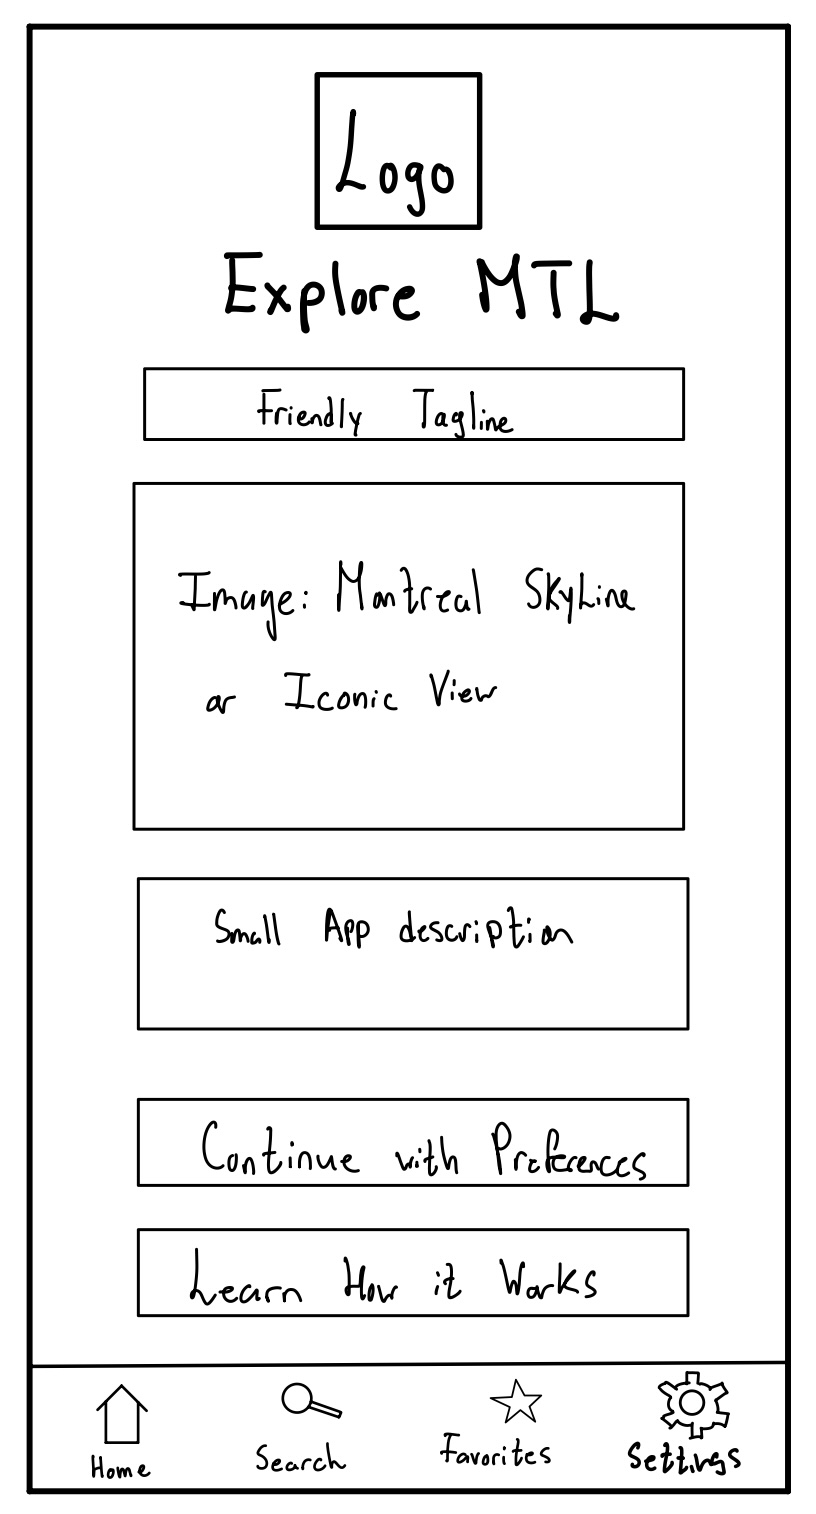 Logo
Explore MTL
Friendly Tagline
Image: Montreal SkyLine
or Iconic View
Small App description
Continue with Preferences
Learn How it Works
Home Search Favorites Settings